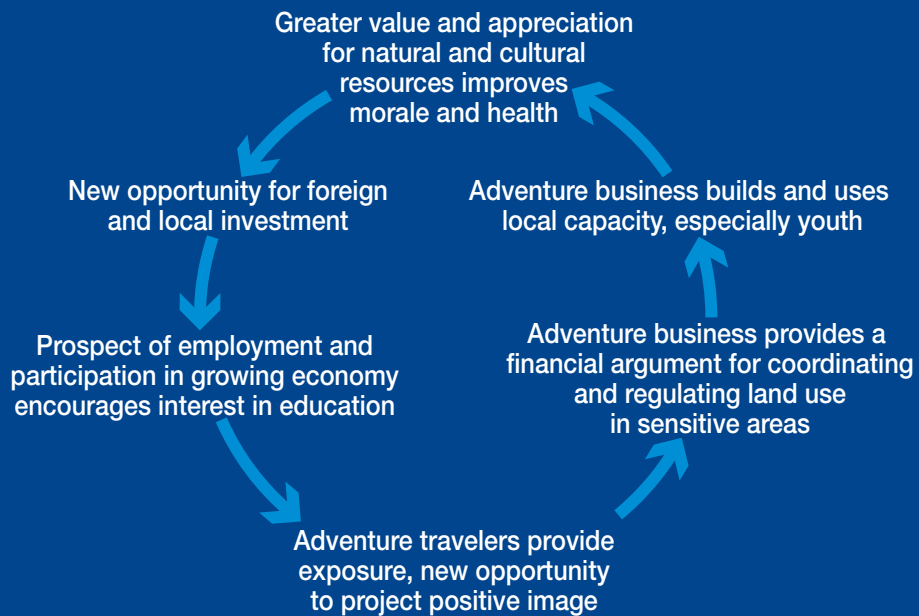 Greater value and appreciation
for natural and cultural
resources improves
morale and health
New opportunity for foreign
and local investment
Prospect of employment and
participation in growing economy
encourages interest in education
Adventure travelers provide
exposure, new opportunity
to project positive image
Adventure business provides a
financial argument for coordinating
and regulating land use
in sensitive areas
Adventure business builds and uses
local capacity, especially youth